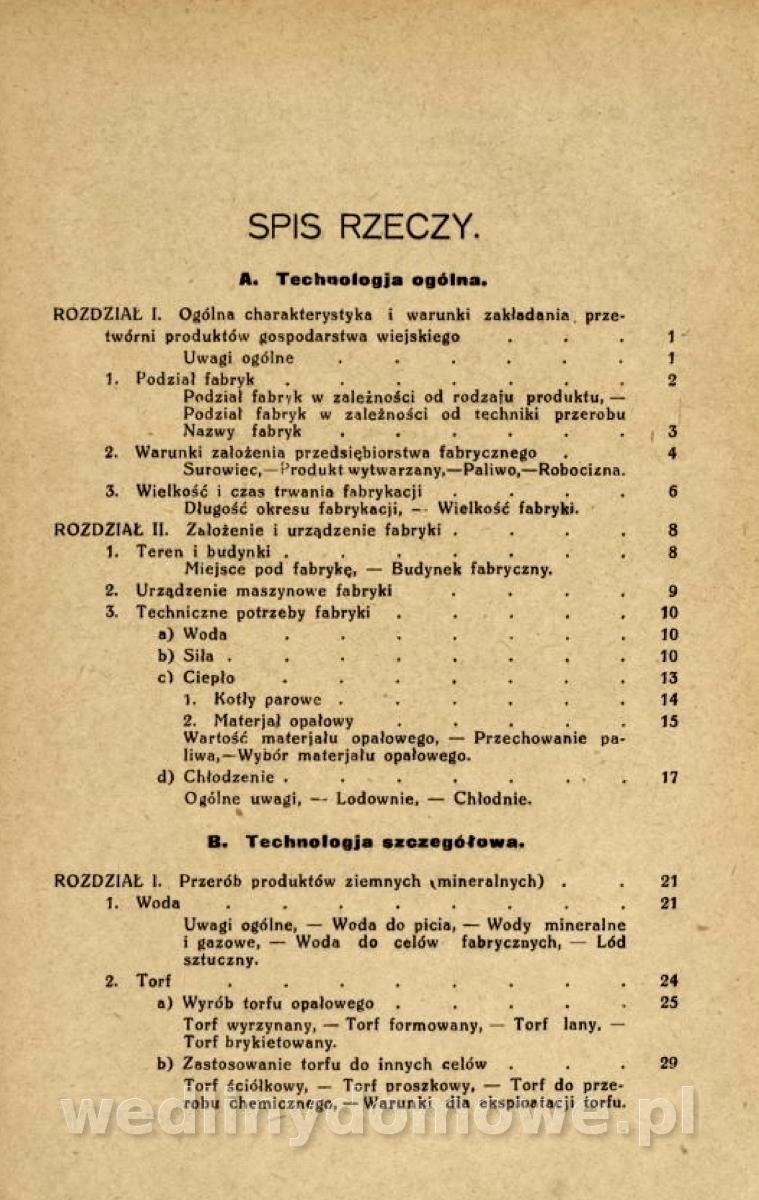 SPIS RZECZY.
A. Technologja ogólna.
ROZDZIAŁ I. Ogólna charakterystyka i warunki zakładania prze-
twórni produktów gospodarstwa wiejskiego . . . 1
Uwagi ogólne . . . . . . 1
1. Podział fabryk . . . . . . . 2
Podział fabryk w zależności od rodzaju produktu, —
Podział fabryk w zależności od techniki przerobu
Nazwy fabryk . . . . . . 3
2. Warunki założenia przedsiębiorstwa fabrycznego . 4
Surowiec,—Produkt wytwarzany,—Paliwo,—Robocizna.
3. Wielkość i czas trwania fabrykacji . . . . 6
Długość okresu fabrykacji, — Wielkość fabryki.
ROZDZIAŁ II. Założenie i urządzenie fabryki . . . . 8
1. Teren i budynki . . . . . . . 8
Miejsce pod fabrykę, — Budynek fabryczny.
2. Urządzenie maszynowe fabryki . . . . 9
3. Techniczne potrzeby fabryki . . . . . 10
a) Woda . . . . . . . 10
b) Siła . . . . . . . . 10
c) Ciepło . . . . . . . 13
1. Kotły parowe . . . . . . 14
2. Materjał opałowy . . . . . 15
Wartość materjału opałowego, — Przechowanie pa-
liwa,—Wybór materjału opałowego.
d) Chłodzenie . . . . . . . 17
Ogólne uwagi, — Lodownie, — Chłodnie.
B. Technologja szczegółowa.
ROZDZIAŁ I. Przerób produktów ziemnych (mineralnych) . . 21
1. Woda . . . . . . . . 21
Uwagi ogólne, — Woda do picia, — Wody mineralne
i gazowe, — Woda do celów fabrycznych, — Lód
sztuczny.
2. Torf . . . . . . . . 24
a) Wyrób torfu opałowego . . . . . 25
Torf wyrzynany, — Torf formowany, — Torf lany, —
Torf brykietowany.
b) Zastosowanie torfu do innych celów . . . 29
Torf ściółkowy, — Torf proszkowy, — Torf do prze-
robu chemicznego, — Warunki dla eksploatacji torfu.
wedlinydomowe.pl